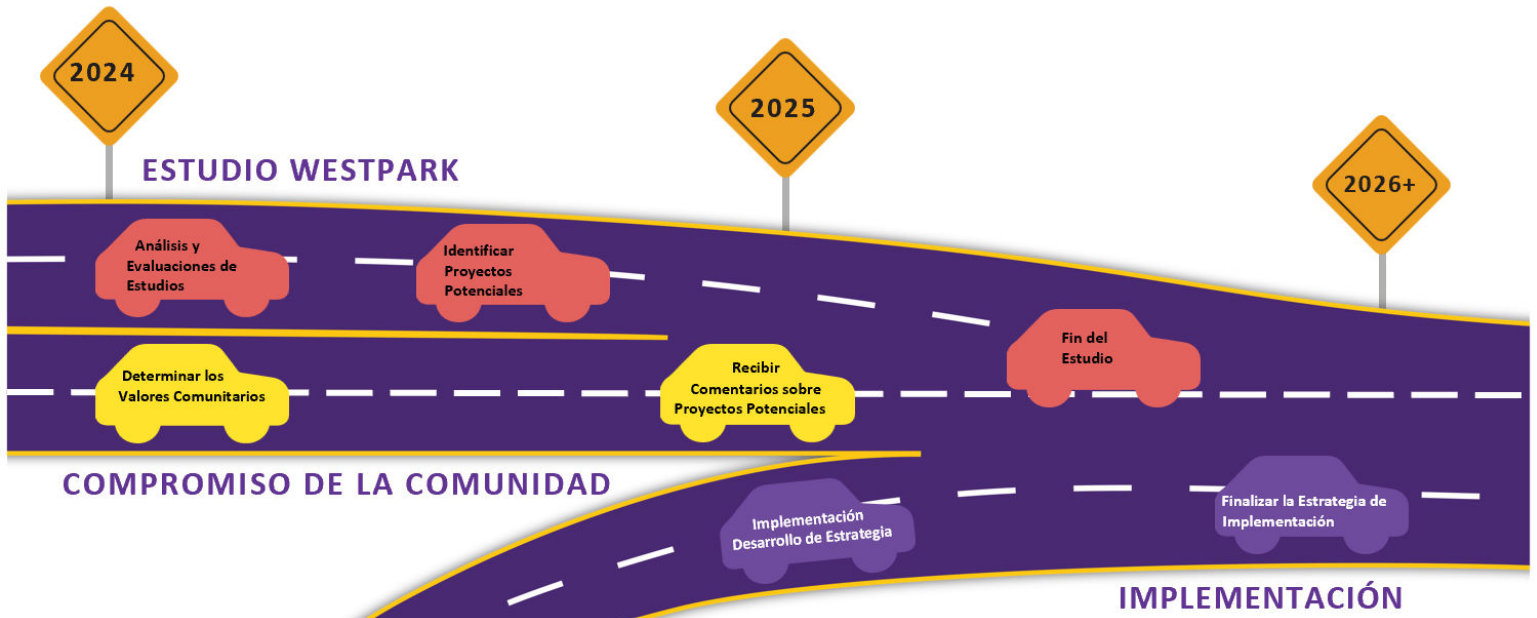 2024
2025
2026+
ESTUDIO WESTPARK
Análisis y
Evaluaciones de
Estudios
Identificar
Proyectos
Potenciales
Fin del
Estudio
Determinar los
Valores Comunitarios
Recibir
Comentarios sobre
Proyectos Potenciales
COMPROMISO DE LA COMUNIDAD
Implementación
Desarrollo de Estrategia
Finalizar la Estrategia de
Implementación
IMPLEMENTACIÓN